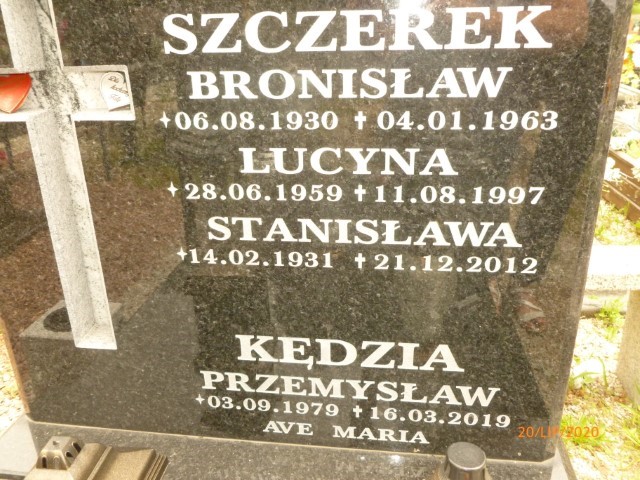 SZCZEREK
BRONISŁAW
✦06.08.1930 ✝04.01.1963
LUCYNA
✦28.06.1959 ✝11.08.1997
STANISŁAWA
✦14.02.1931 ✝21.12.2012
KĘDZIA
PRZEMYSŁAW
✦03.09.1979 ✝16.03.2019
AVE MARIA
20/LIP/2020